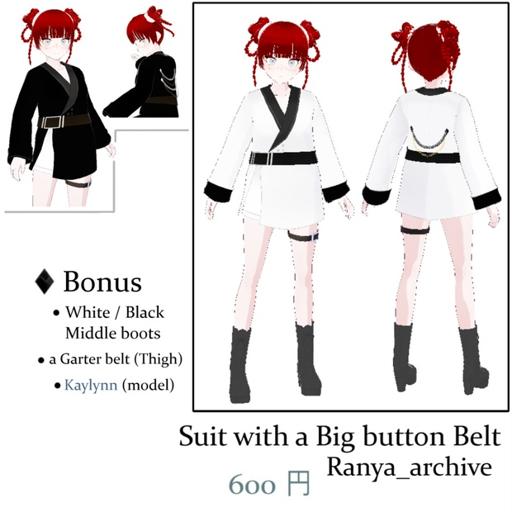 Bonus
• White / Black
Middle boots
• a Garter belt (Thigh)
• Kaylynn (model)
Suit with a Big button Belt
Ranya_archive
600 円